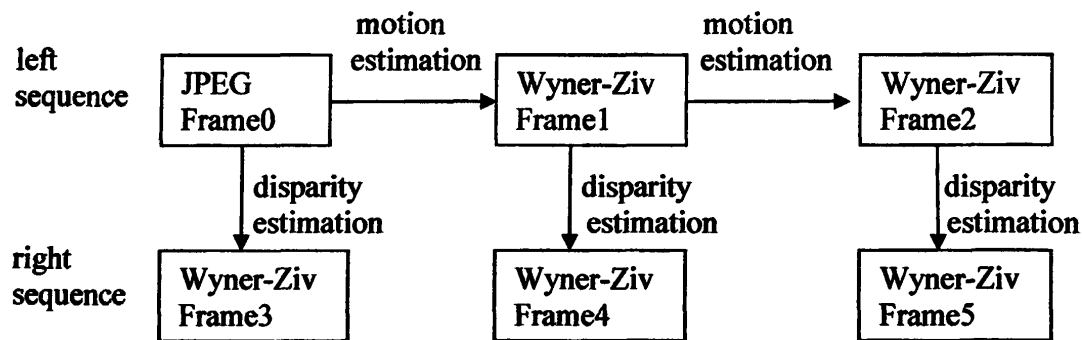 motion
estimation
motion
estimation
left
sequence
JPEG
Frame0
Wyner-Ziv
Frame1
Wyner-Ziv
Frame2
disparity
estimation
disparity
estimation
disparity
estimation
right
sequence
Wyner-Ziv
Frame3
Wyner-Ziv
Frame4
Wyner-Ziv
Frame5